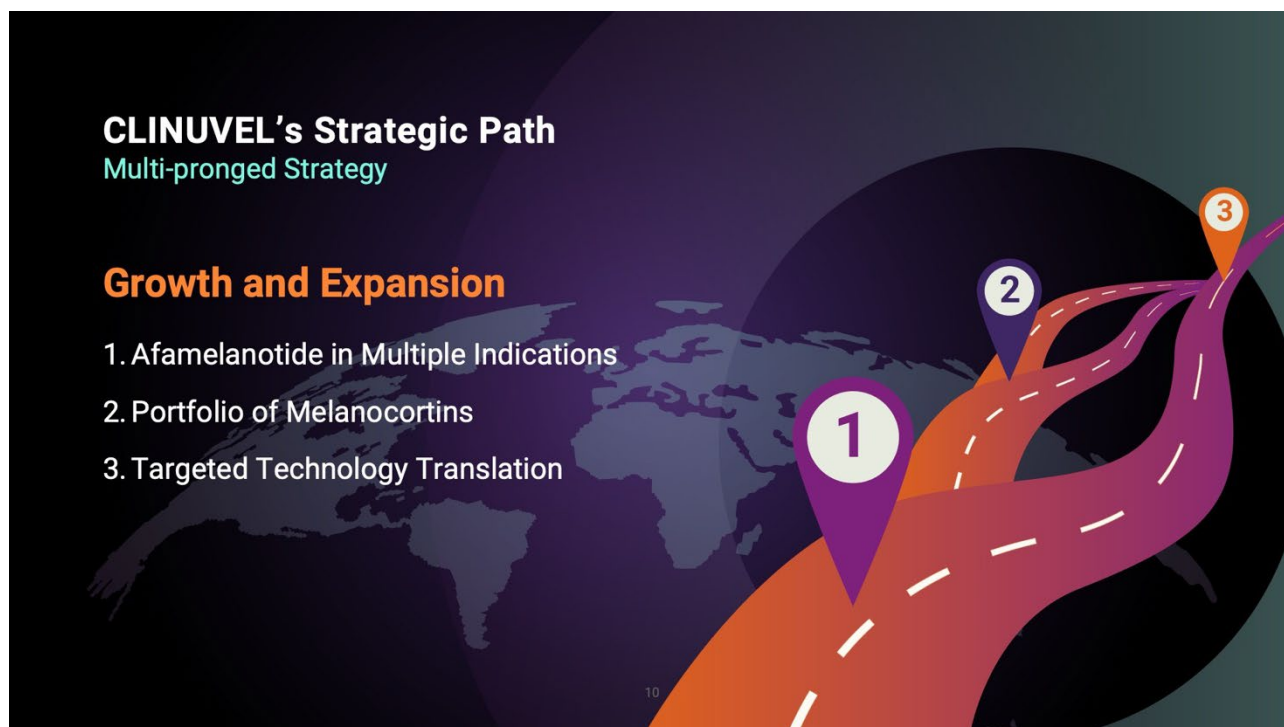 CLINUVEL’s Strategic Path
Multi-pronged Strategy
Growth and Expansion
1. Afamelanotide in Multiple Indications
2. Portfolio of Melanocortins
3. Targeted Technology Translation
3
2
1
10